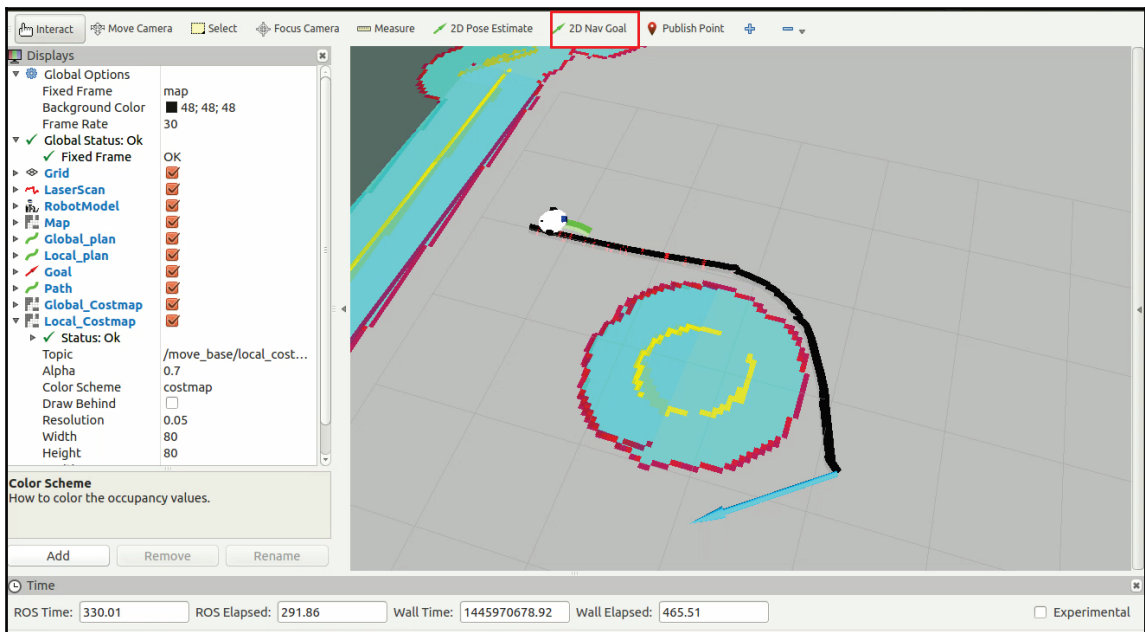 Interact Move Camera Select Focus Camera Measure 2D Pose Estimate 2D Nav Goal Publish Point
Displays
Global Options
Fixed Frame map
Background Color 48; 48; 48
Frame Rate 30
Global Status: Ok
Fixed Frame OK
Grid
LaserScan
RobotModel
Map
Global_plan
Local_plan
Goal
Path
Global_Costmap
Local_Costmap
Status: Ok
Topic /move_base/local_cost...
Alpha 0.7
Color Scheme costmap
Draw Behind
Resolution 0.05
Width 80
Height 80
Color Scheme
How to color the occupancy values.
Add Remove Rename
Time
ROS Time: 330.01 ROS Elapsed: 291.86 Wall Time: 1445970678.92 Wall Elapsed: 465.51 Experimental